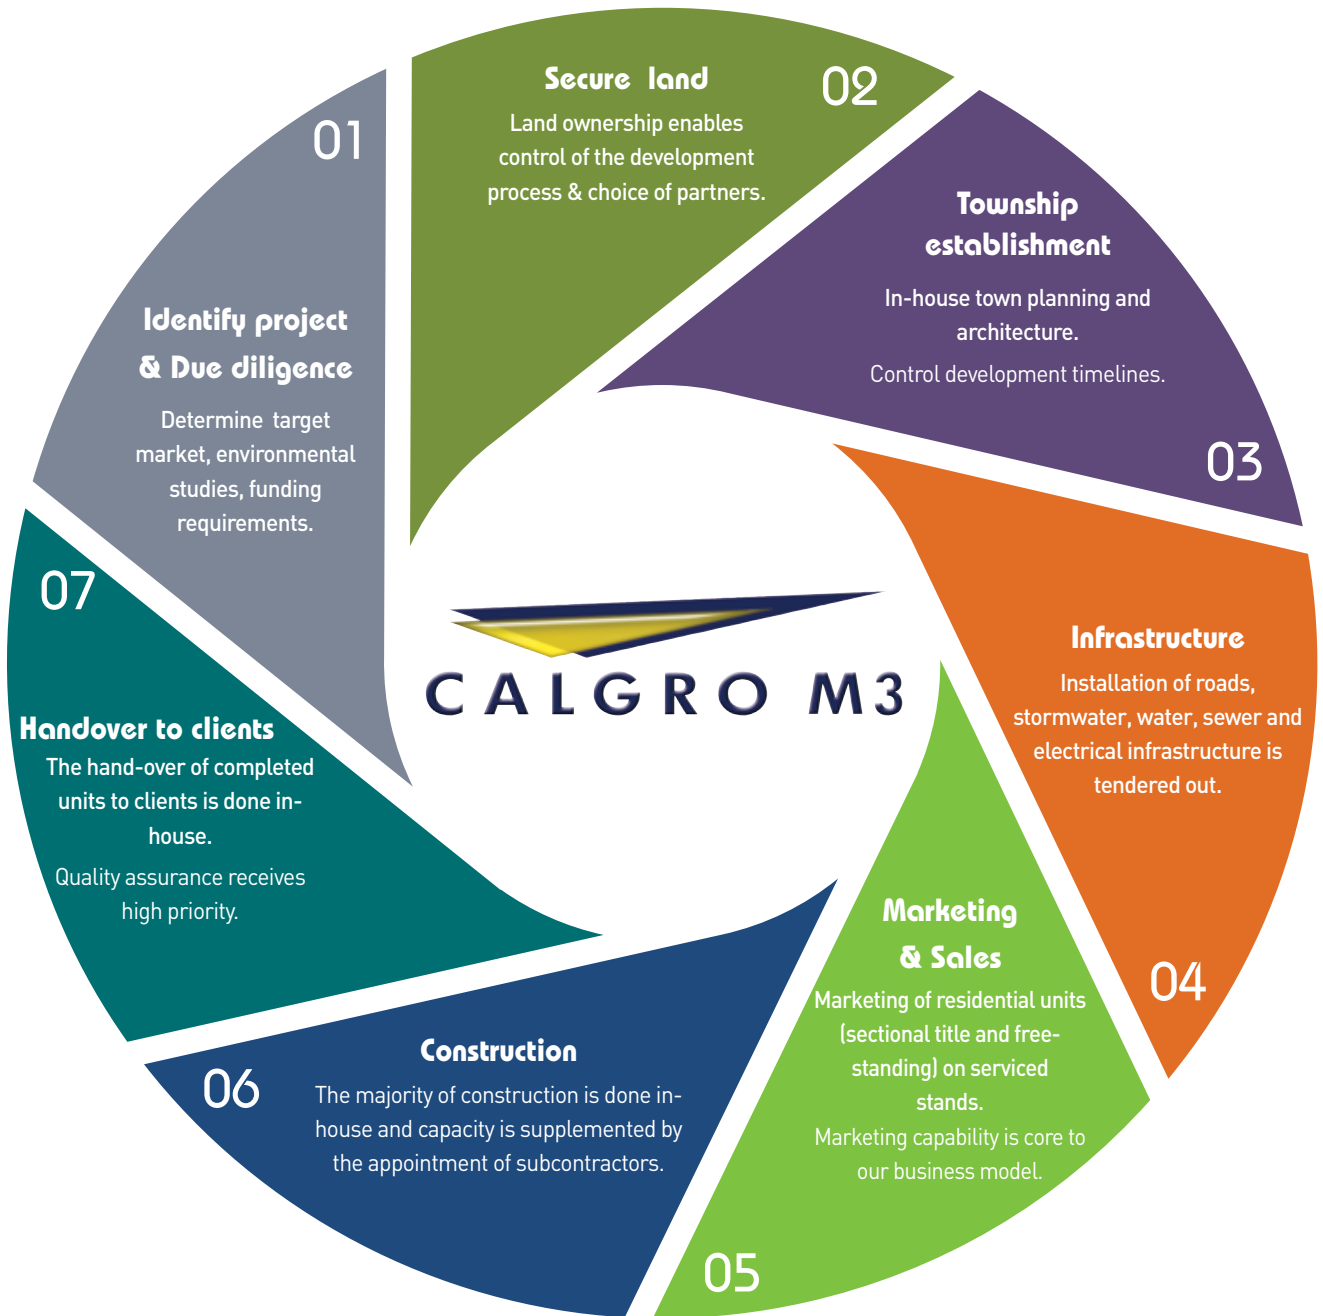 01
Identify project
& Due diligence
Determine target
market, environmental
studies, funding
requirements.
02
Secure land
Land ownership enables
control of the development
process & choice of partners.
Township
establishment
In-house town planning and
architecture.
Control development timelines.
03
Infrastructure
Installation of roads,
stormwater, water, sewer and
electrical infrastructure is
tendered out.
04
Marketing
& Sales
Marketing of residential units
(sectional title and free-
standing) on serviced
stands.
Marketing capability is core to
our business model.
05
Construction
06
The majority of construction is done in-
house and capacity is supplemented by
the appointment of subcontractors.
07
Handover to clients
The hand-over of completed
units to clients is done in-
house.
Quality assurance receives
high priority.
CALGRO M3